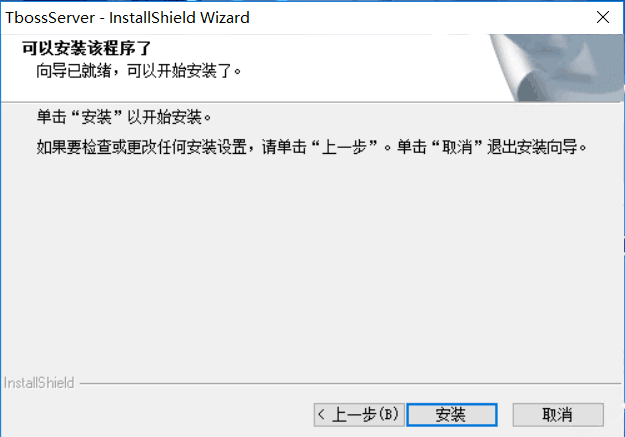 TbossServer - InstallShield Wizard
可以安装该程序了
向导已就绪，可以开始安装了。
单击“安装”以开始安装。
如果要检查或更改任何安装设置，请单击“上一步”。单击“取消”退出安装向导。
InstallShield
< 上一步(B) 安装 取消